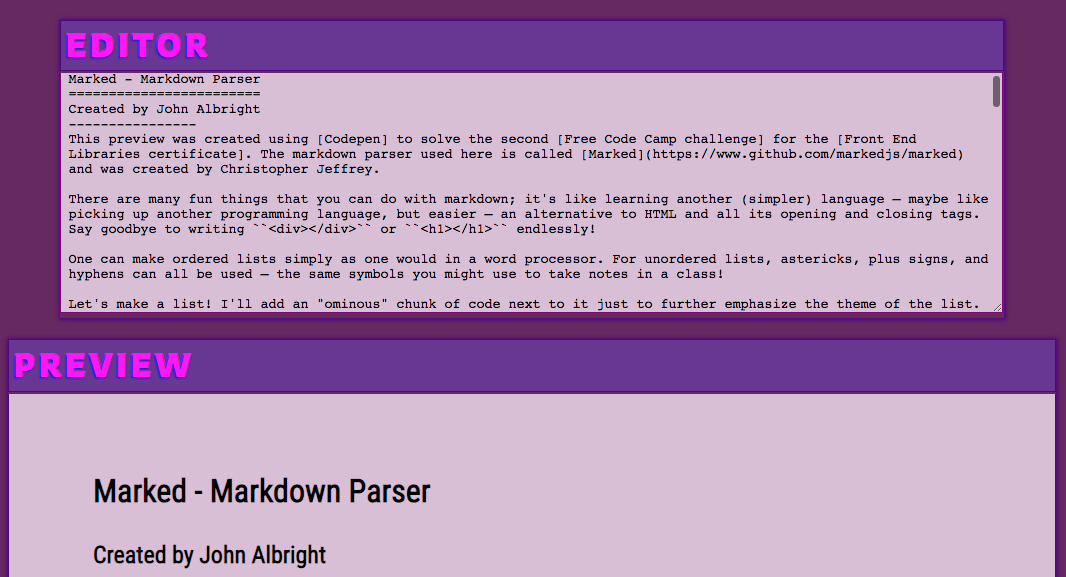 EDITOR
Marked - Markdown Parser
========================
Created by John Albright
----------------
This preview was created using [Codepen] to solve the second [Free Code Camp challenge] for the [Front End
Libraries certificate]. The markdown parser used here is called [Marked](https://www.github.com/markedjs/marked)
and was created by Christopher Jeffrey.
There are many fun things that you can do with markdown; it's like learning another (simpler) language — maybe like
picking up another programming language, but easier — an alternative to HTML and all its opening and closing tags.
Say goodbye to writing ``<div></div>`` or ``<h1></h1>`` endlessly!
One can make ordered lists simply as one would in a word processor. For unordered lists, astericks, plus signs, and
hyphens can all be used — the same symbols you might use to take notes in a class!
Let's make a list! I'll add an "ominous" chunk of code next to it just to further emphasize the theme of the list.
PREVIEW
Marked - Markdown Parser
Created by John Albright